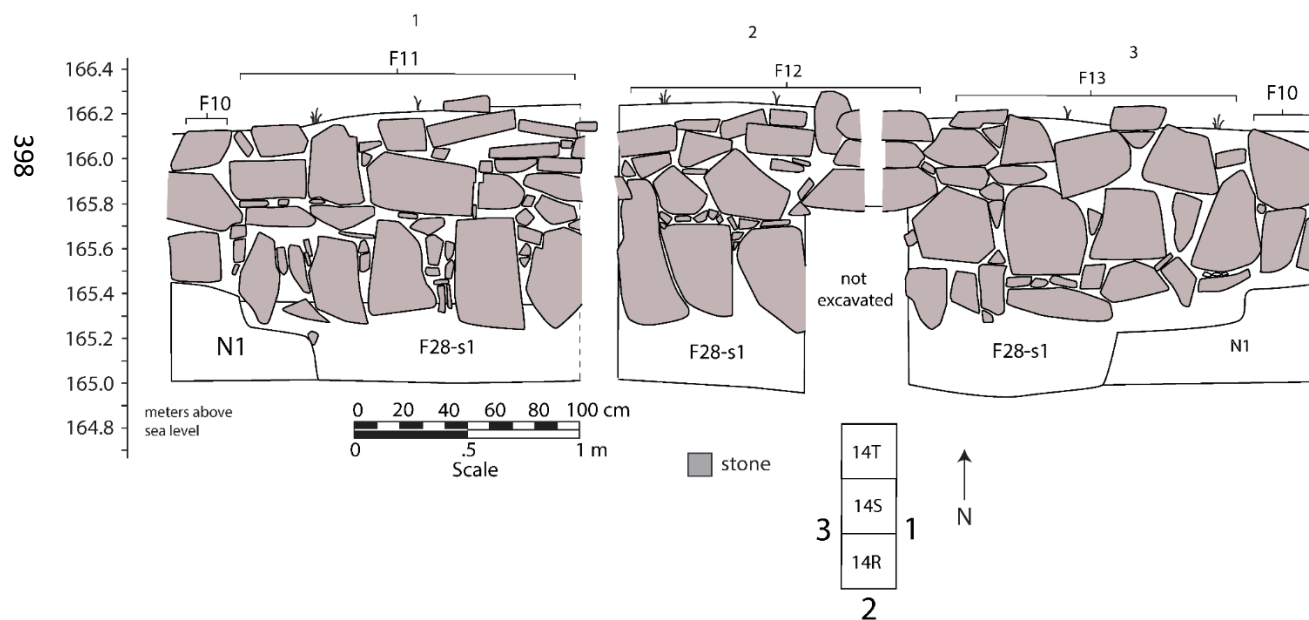 1
2
3
F11
F12
F13
F10
F10
166.4
166.2
166.0
165.8
165.6
165.4
165.2
165.0
164.8
398
not
excavated
N1
F28-s1
F28-s1
F28-s1
N1
meters above
sea level
0 20 40 60 80 100 cm
0 .5 1 m
Scale
stone
14T
14S
14R
3
1
2
N